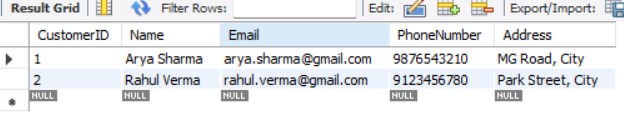 Result Grid Filter Rows: Edit: Export/Import:
CustomerID Name Email PhoneNumber Address
1 Arya Sharma arya.sharma@gmail.com 9876543210 MG Road, City
2 Rahul Verma rahul.verma@gmail.com 9123456780 Park Street, City
NULL NULL NULL NULL NULL